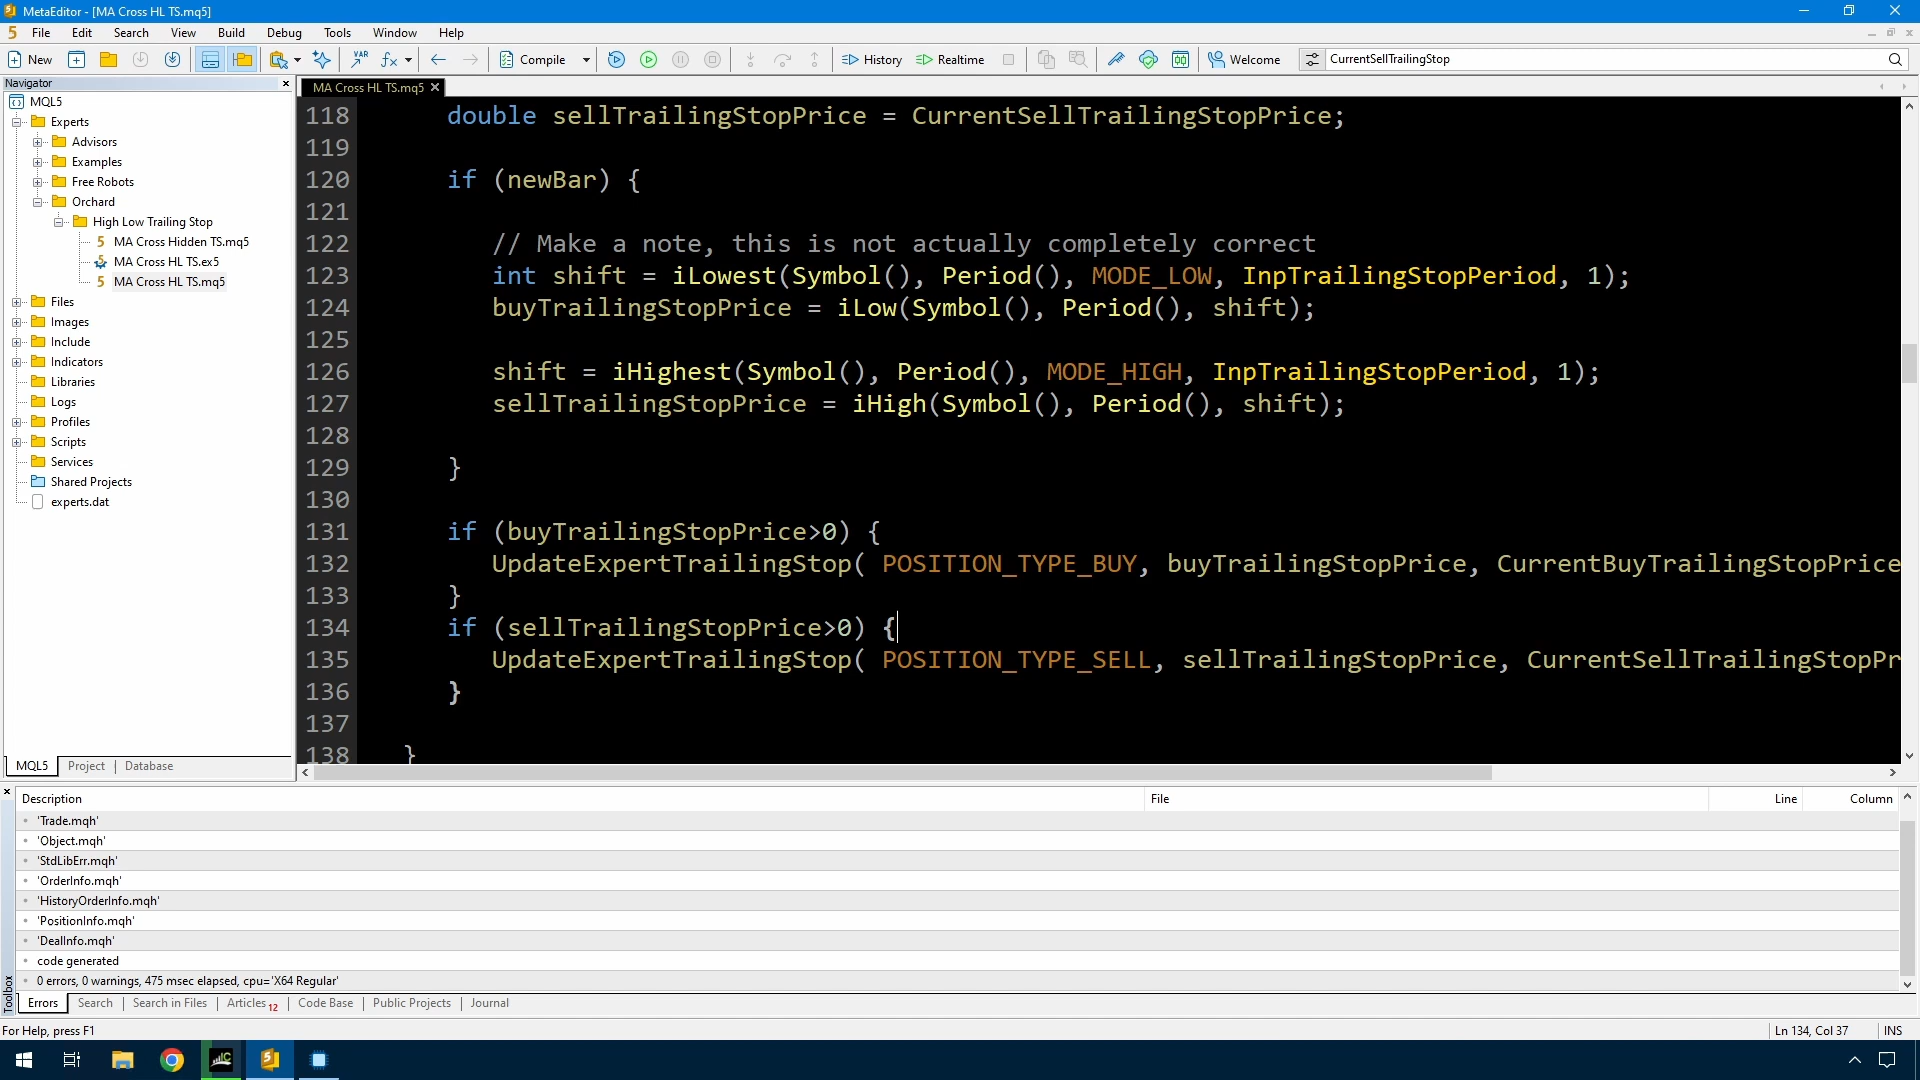 MetaEditor - [MA Cross HL TS.mq5]
File Edit Search View Build Debug Tools Window Help
New Compile History Realtime Welcome CurrentSellTrailingStop
Navigator
MQL5
Experts
Advisors
Examples
Free Robots
Orchard
High Low Trailing Stop
MA Cross Hidden TS.mq5
MA Cross HL TS.ex5
MA Cross HL TS.mq5
Files
Images
Include
Indicators
Libraries
Logs
Profiles
Scripts
Services
Shared Projects
experts.dat
MQL5 Project Database
MA Cross HL TS.mq5
118 double sellTrailingStopPrice = CurrentSellTrailingStopPrice;
119
120 if (newBar) {
121
122 // Make a note, this is not actually completely correct
123 int shift = iLowest(Symbol(), Period(), MODE_LOW, InpTrailingStopPeriod, 1);
124 buyTrailingStopPrice = iLow(Symbol(), Period(), shift);
125
126 shift = iHighest(Symbol(), Period(), MODE_HIGH, InpTrailingStopPeriod, 1);
127 sellTrailingStopPrice = iHigh(Symbol(), Period(), shift);
128
129 }
130
131 if (buyTrailingStopPrice>0) {
132 UpdateExpertTrailingStop( POSITION_TYPE_BUY, buyTrailingStopPrice, CurrentBuyTrailingStopPrice
133 }
134 if (sellTrailingStopPrice>0) {
135 UpdateExpertTrailingStop( POSITION_TYPE_SELL, sellTrailingStopPrice, CurrentSellTrailingStopPr
136 }
137
138 }
Description File Line Column
'Trade.mqh'
'Object.mqh'
'StdLibErr.mqh'
'OrderInfo.mqh'
'HistoryOrderInfo.mqh'
'PositionInfo.mqh'
'DealInfo.mqh'
code generated
0 errors, 0 warnings, 475 msec elapsed, cpu='X64 Regular'
Toolbox
Errors Search Search in Files Articles 12 Code Base Public Projects Journal
For Help, press F1 Ln 134, Col 37 INS